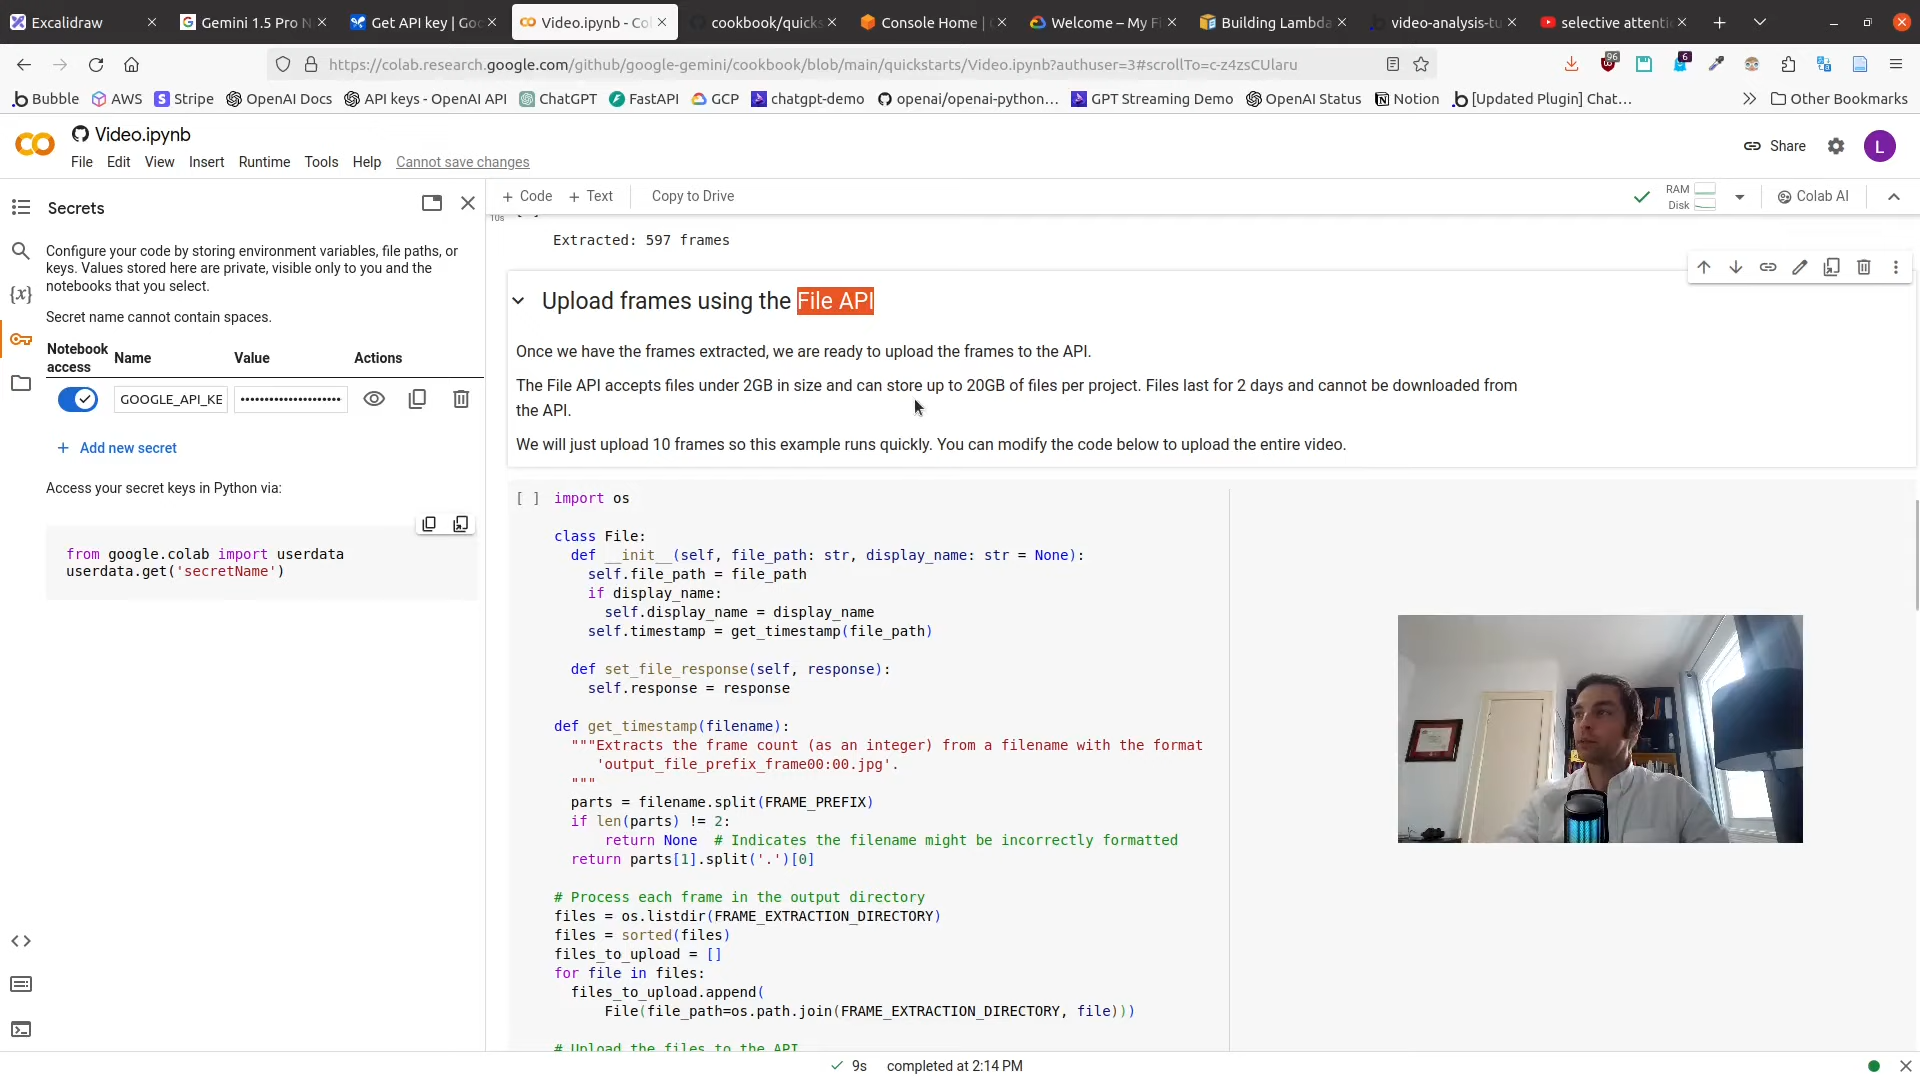 Excalidraw
Gemini 1.5 Pro N
Get API key | Goo
Video.ipynb - Co
cookbook/quicks
Console Home |
Welcome – My Fi
Building Lambda
video-analysis-tu
selective attenti
https://colab.research.google.com/github/google-gemini/cookbook/blob/main/quickstarts/Video.ipynb?authuser=3#scrollTo=c-z4zsCUlaru
96
6
Bubble
AWS
Stripe
OpenAI Docs
API keys - OpenAI API
ChatGPT
FastAPI
GCP
chatgpt-demo
openai/openai-python…
GPT Streaming Demo
OpenAI Status
Notion
[Updated Plugin] Chat…
Other Bookmarks
Video.ipynb
Share
L
File Edit View Insert Runtime Tools Help Cannot save changes
Secrets
+ Code + Text Copy to Drive
RAM
Disk
Colab AI
Configure your code by storing environment variables, file paths, or
keys. Values stored here are private, visible only to you and the
notebooks that you select.
Secret name cannot contain spaces.
Notebook
access
Name Value Actions
GOOGLE_API_KE
+ Add new secret
Access your secret keys in Python via:
from google.colab import userdata
userdata.get('secretName')
10s
Extracted: 597 frames
Upload frames using the File API
Once we have the frames extracted, we are ready to upload the frames to the API.
The File API accepts files under 2GB in size and can store up to 20GB of files per project. Files last for 2 days and cannot be downloaded from
the API.
We will just upload 10 frames so this example runs quickly. You can modify the code below to upload the entire video.
[ ] import os
class File:
def __init__(self, file_path: str, display_name: str = None):
self.file_path = file_path
if display_name:
self.display_name = display_name
self.timestamp = get_timestamp(file_path)
def set_file_response(self, response):
self.response = response
def get_timestamp(filename):
"""Extracts the frame count (as an integer) from a filename with the format
'output_file_prefix_frame00:00.jpg'.
"""
parts = filename.split(FRAME_PREFIX)
if len(parts) != 2:
return None # Indicates the filename might be incorrectly formatted
return parts[1].split('.')[0]
# Process each frame in the output directory
files = os.listdir(FRAME_EXTRACTION_DIRECTORY)
files = sorted(files)
files_to_upload = []
for file in files:
files_to_upload.append(
File(file_path=os.path.join(FRAME_EXTRACTION_DIRECTORY, file)))
# Upload the files to the API
9s completed at 2:14 PM